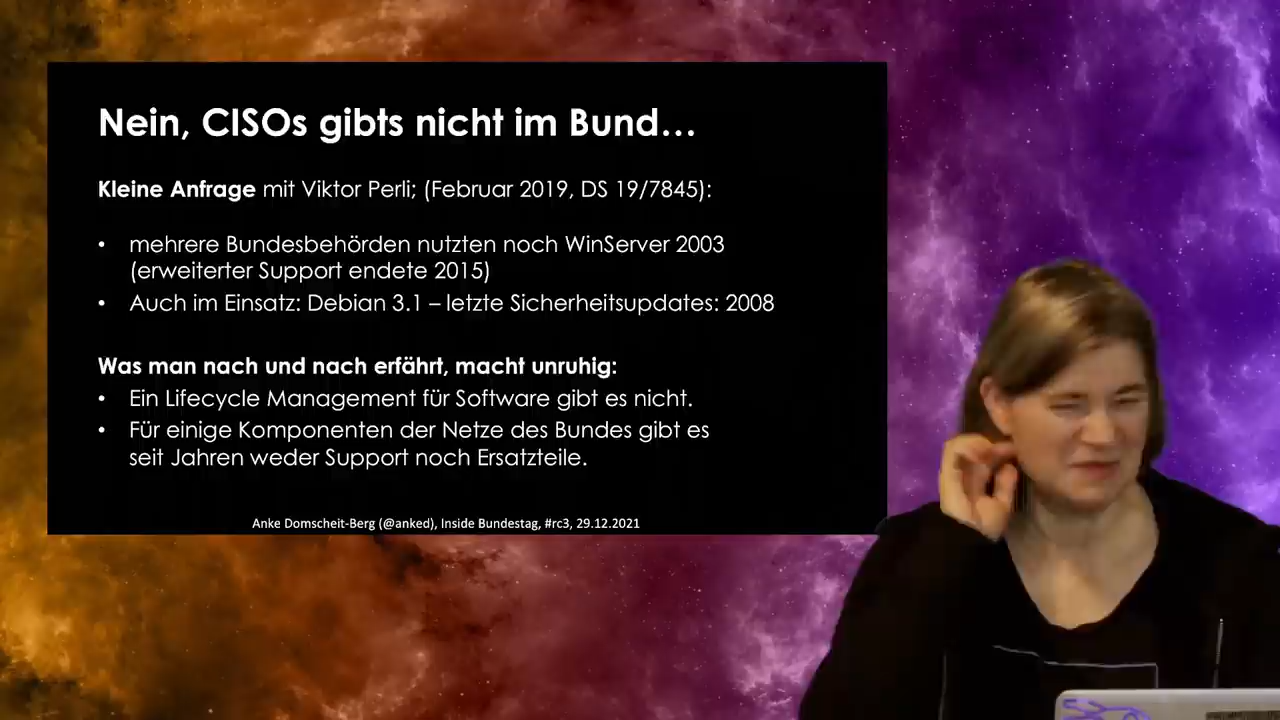 Nein, CISOs gibts nicht im Bund...
Kleine Anfrage mit Viktor Perli; (Februar 2019, DS 19/7845):
• mehrere Bundesbehörden nutzten noch WinServer 2003
(erweiterter Support endete 2015)
• Auch im Einsatz: Debian 3.1 – letzte Sicherheitsupdates: 2008
Was man nach und nach erfährt, macht unruhig:
• Ein Lifecycle Management für Software gibt es nicht.
• Für einige Komponenten der Netze des Bundes gibt es
seit Jahren weder Support noch Ersatzteile.
Anke Domscheit-Berg (@anked), Inside Bundestag, #rc3, 29.12.2021